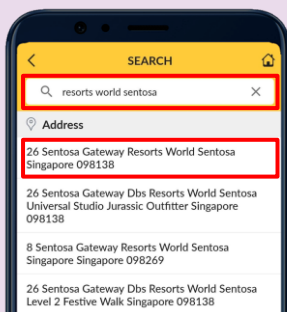 SEARCH
resorts world sentosa
Address
26 Sentosa Gateway Resorts World Sentosa
Singapore 098138
26 Sentosa Gateway Dbs Resorts World Sentosa
Universal Studio Jurassic Outfitter Singapore
098138
8 Sentosa Gateway Resorts World Sentosa
Singapore Singapore 098269
26 Sentosa Gateway Dbs Resorts World Sentosa
Level 2 Festive Walk Singapore 098138